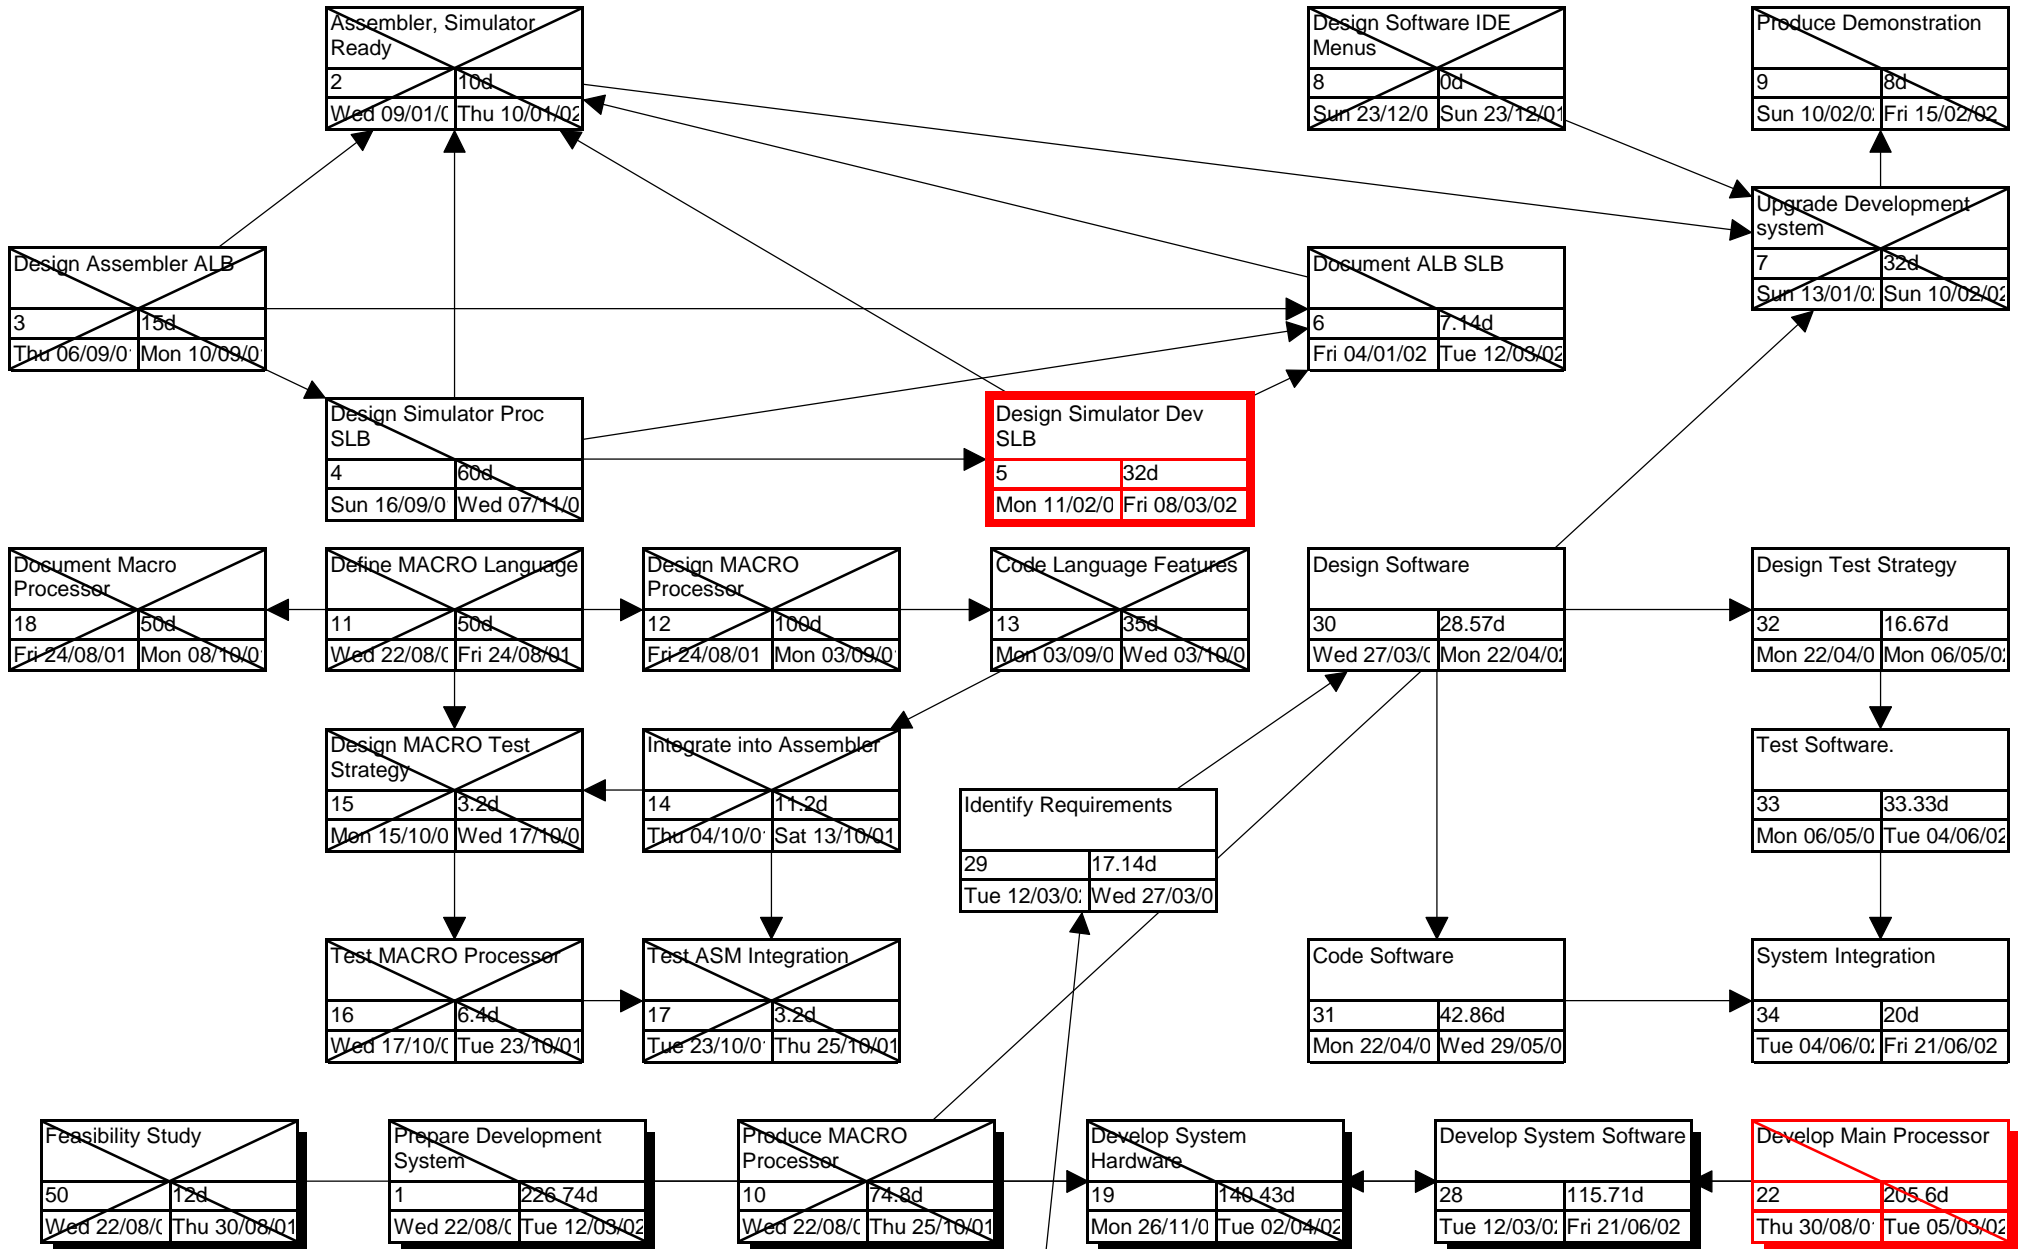 Assembler, Simulator
Ready
2
10d
Wed 09/01/0
Thu 10/01/02
Design Software IDE
Menus
8
0d
Sun 23/12/0
Sun 23/12/01
Produce Demonstration
9
8d
Sun 10/02/02
Fri 15/02/02
Upgrade Development
system
7
32d
Sun 13/01/02
Sun 10/02/02
Design Assembler ALB
3
15d
Thu 06/09/01
Mon 10/09/01
Document ALB SLB
6
7.14d
Fri 04/01/02
Tue 12/03/02
Design Simulator Proc
SLB
4
60d
Sun 16/09/0
Wed 07/11/0
Design Simulator Dev
SLB
5
32d
Mon 11/02/0
Fri 08/03/02
Document Macro
Processor
18
50d
Fri 24/08/01
Mon 08/10/01
Define MACRO Language
11
50d
Wed 22/08/0
Fri 24/08/01
Design MACRO
Processor
12
100d
Fri 24/08/01
Mon 03/09/01
Code Language Features
13
35d
Mon 03/09/0
Wed 03/10/0
Design Software
30
28.57d
Wed 27/03/0
Mon 22/04/02
Design Test Strategy
32
16.67d
Mon 22/04/0
Mon 06/05/02
Design MACRO Test
Strategy
15
3.2d
Mon 15/10/0
Wed 17/10/0
Integrate into Assembler
14
11.2d
Thu 04/10/01
Sat 13/10/01
Identify Requirements
29
17.14d
Tue 12/03/02
Wed 27/03/0
Test Software.
33
33.33d
Mon 06/05/0
Tue 04/06/02
Test MACRO Processor
16
6.4d
Wed 17/10/0
Tue 23/10/01
Test ASM Integration
17
3.2d
Tue 23/10/01
Thu 25/10/01
Code Software
31
42.86d
Mon 22/04/0
Wed 29/05/0
System Integration
34
20d
Tue 04/06/02
Fri 21/06/02
Feasibility Study
50
12d
Wed 22/08/0
Thu 30/08/01
Prepare Development
System
1
226.74d
Wed 22/08/0
Tue 12/03/02
Produce MACRO
Processor
10
74.8d
Wed 22/08/0
Thu 25/10/01
Develop System
Hardware
19
140.43d
Mon 26/11/0
Tue 02/04/02
Develop System Software
28
115.71d
Tue 12/03/02
Fri 21/06/02
Develop Main Processor
22
205.6d
Thu 30/08/01
Tue 05/03/02